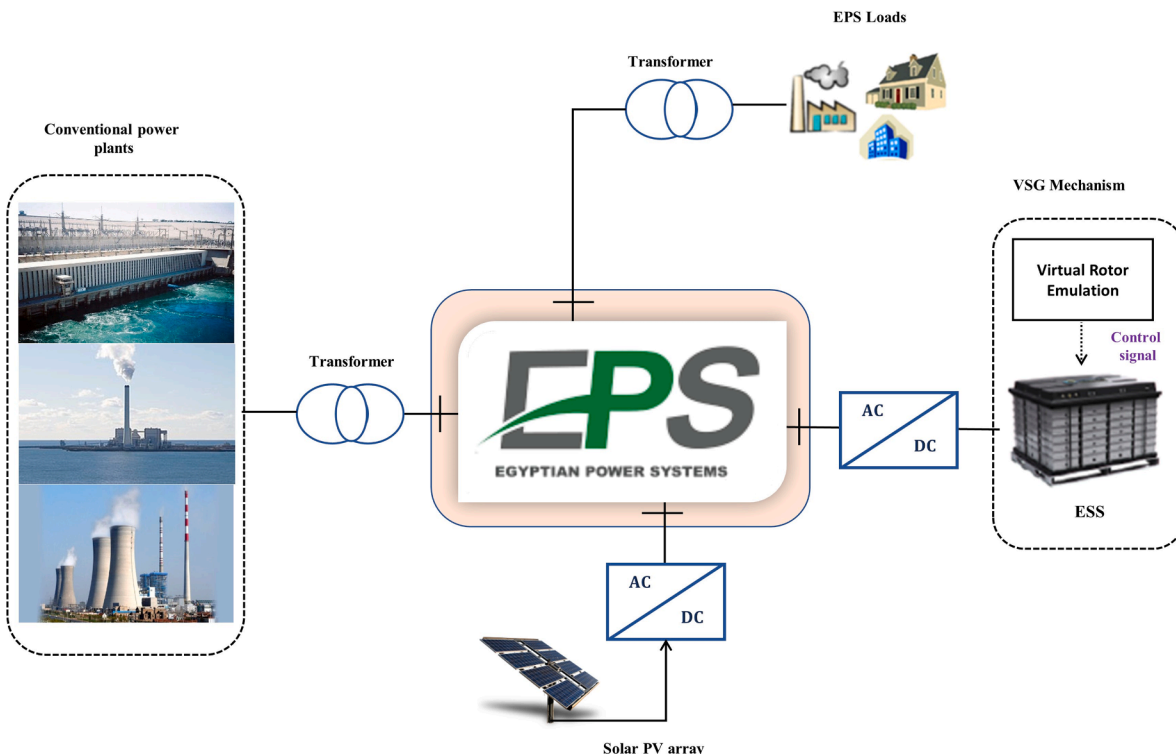 EPS Loads
Transformer
Conventional power
plants
VSG Mechanism
Virtual Rotor
Emulation
Control
signal
Transformer
EPS
EGYPTIAN POWER SYSTEMS
AC
DC
ESS
AC
DC
Solar PV array